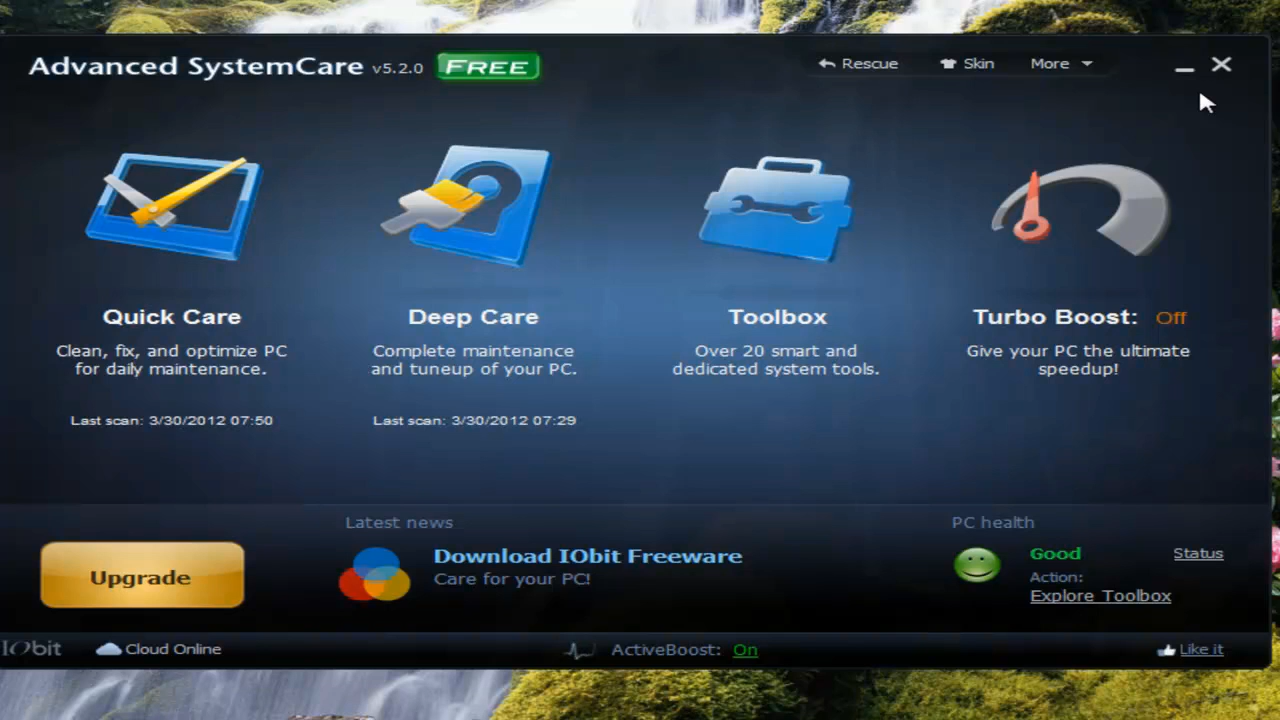 Advanced SystemCare v5.2.0 FREE
Rescue Skin More
Quick Care
Clean, fix, and optimize PC
for daily maintenance.
Last scan: 3/30/2012 07:50
Deep Care
Complete maintenance
and tuneup of your PC.
Last scan: 3/30/2012 07:29
Toolbox
Over 20 smart and
dedicated system tools.
Turbo Boost: Off
Give your PC the ultimate
speedup!
Upgrade
Latest news
Download IObit Freeware
Care for your PC!
PC health
Good Status
Action:
Explore Toolbox
IObit Cloud Online ActiveBoost: On Like it